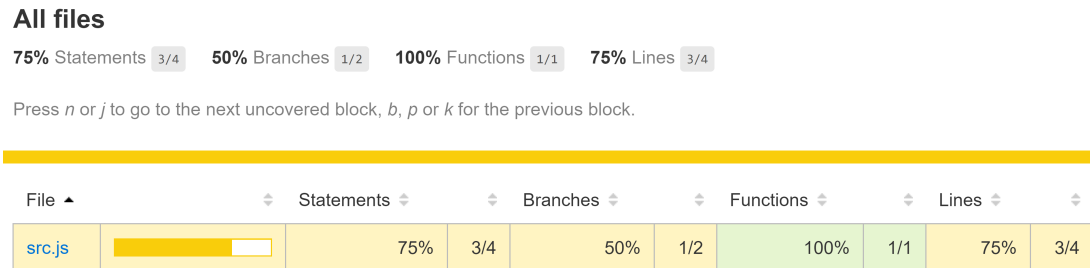 All files
75% Statements 3/4 50% Branches 1/2 100% Functions 1/1 75% Lines 3/4
Press n or j to go to the next uncovered block, b, p or k for the previous block.
File Statements Branches Functions Lines
src.js 75% 3/4 50% 1/2 100% 1/1 75% 3/4